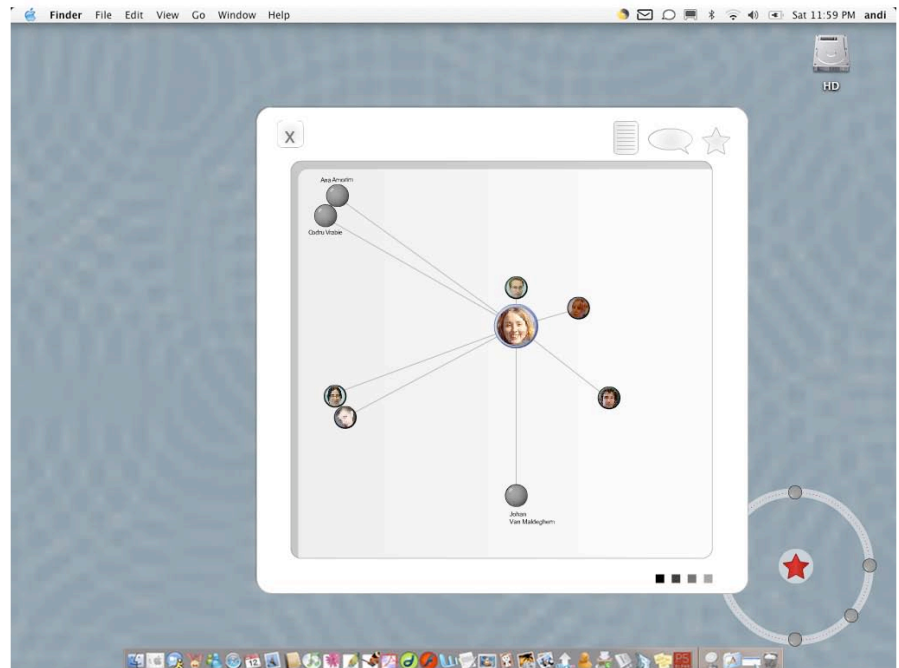 Finder File Edit View Go Window Help
Sat 11:59 PM andi
HD
X
Ana Amorim
Codru Vrabie
Johan
Van Maldeghem